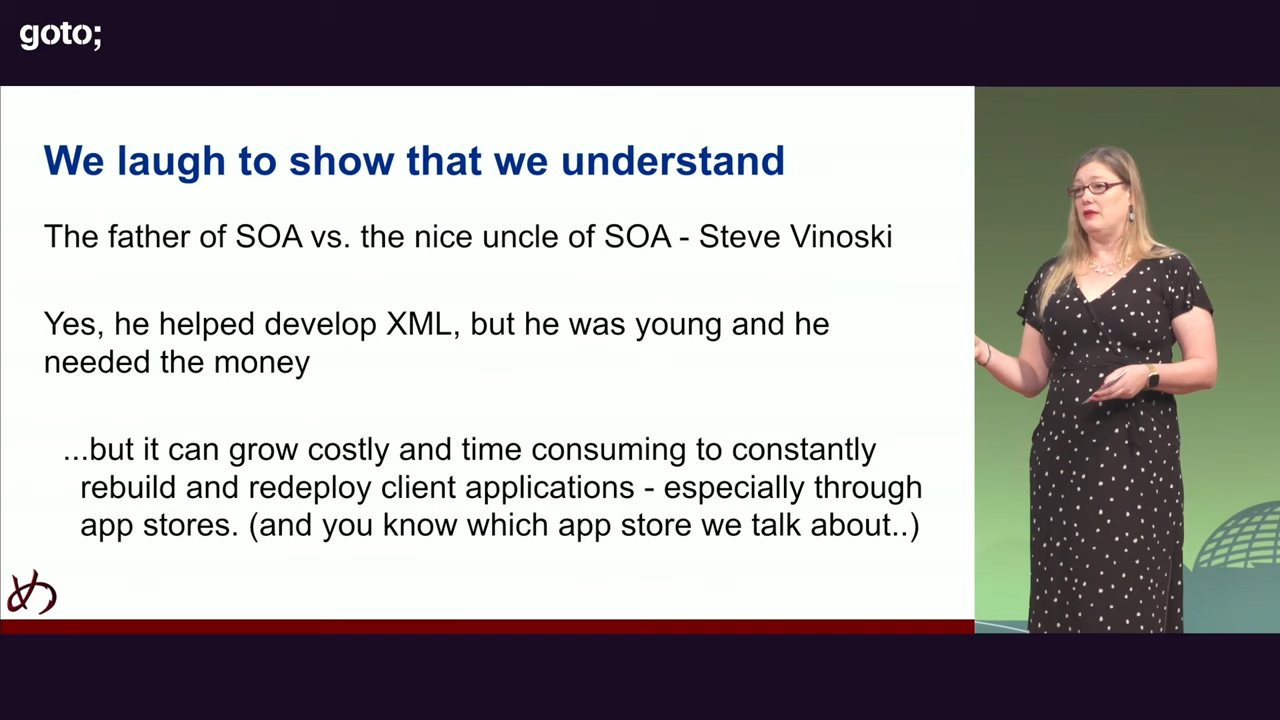 goto;
We laugh to show that we understand
The father of SOA vs. the nice uncle of SOA - Steve Vinoski
Yes, he helped develop XML, but he was young and he
needed the money
...but it can grow costly and time consuming to constantly
rebuild and redeploy client applications - especially through
app stores. (and you know which app store we talk about..)
め